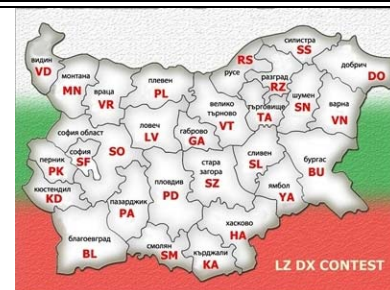 силистра
SS
добрич
DO
RS
русе
видин
VD
монтана
MN
враца
VR
плевен
PL
разград
RZ
шумен
SN
варна
VN
велико
търново
VT
търговище
TA
ловеч
LV
габрово
GA
софия област
SO
софия
SF
перник
PK
кюстендил
KD
сливен
SL
бургас
BU
стара
загора
SZ
ямбол
YA
пловдив
PD
пазарджик
PA
хасково
HA
благоевград
BL
смолян
SM
кърджали
KA
LZ DX CONTEST